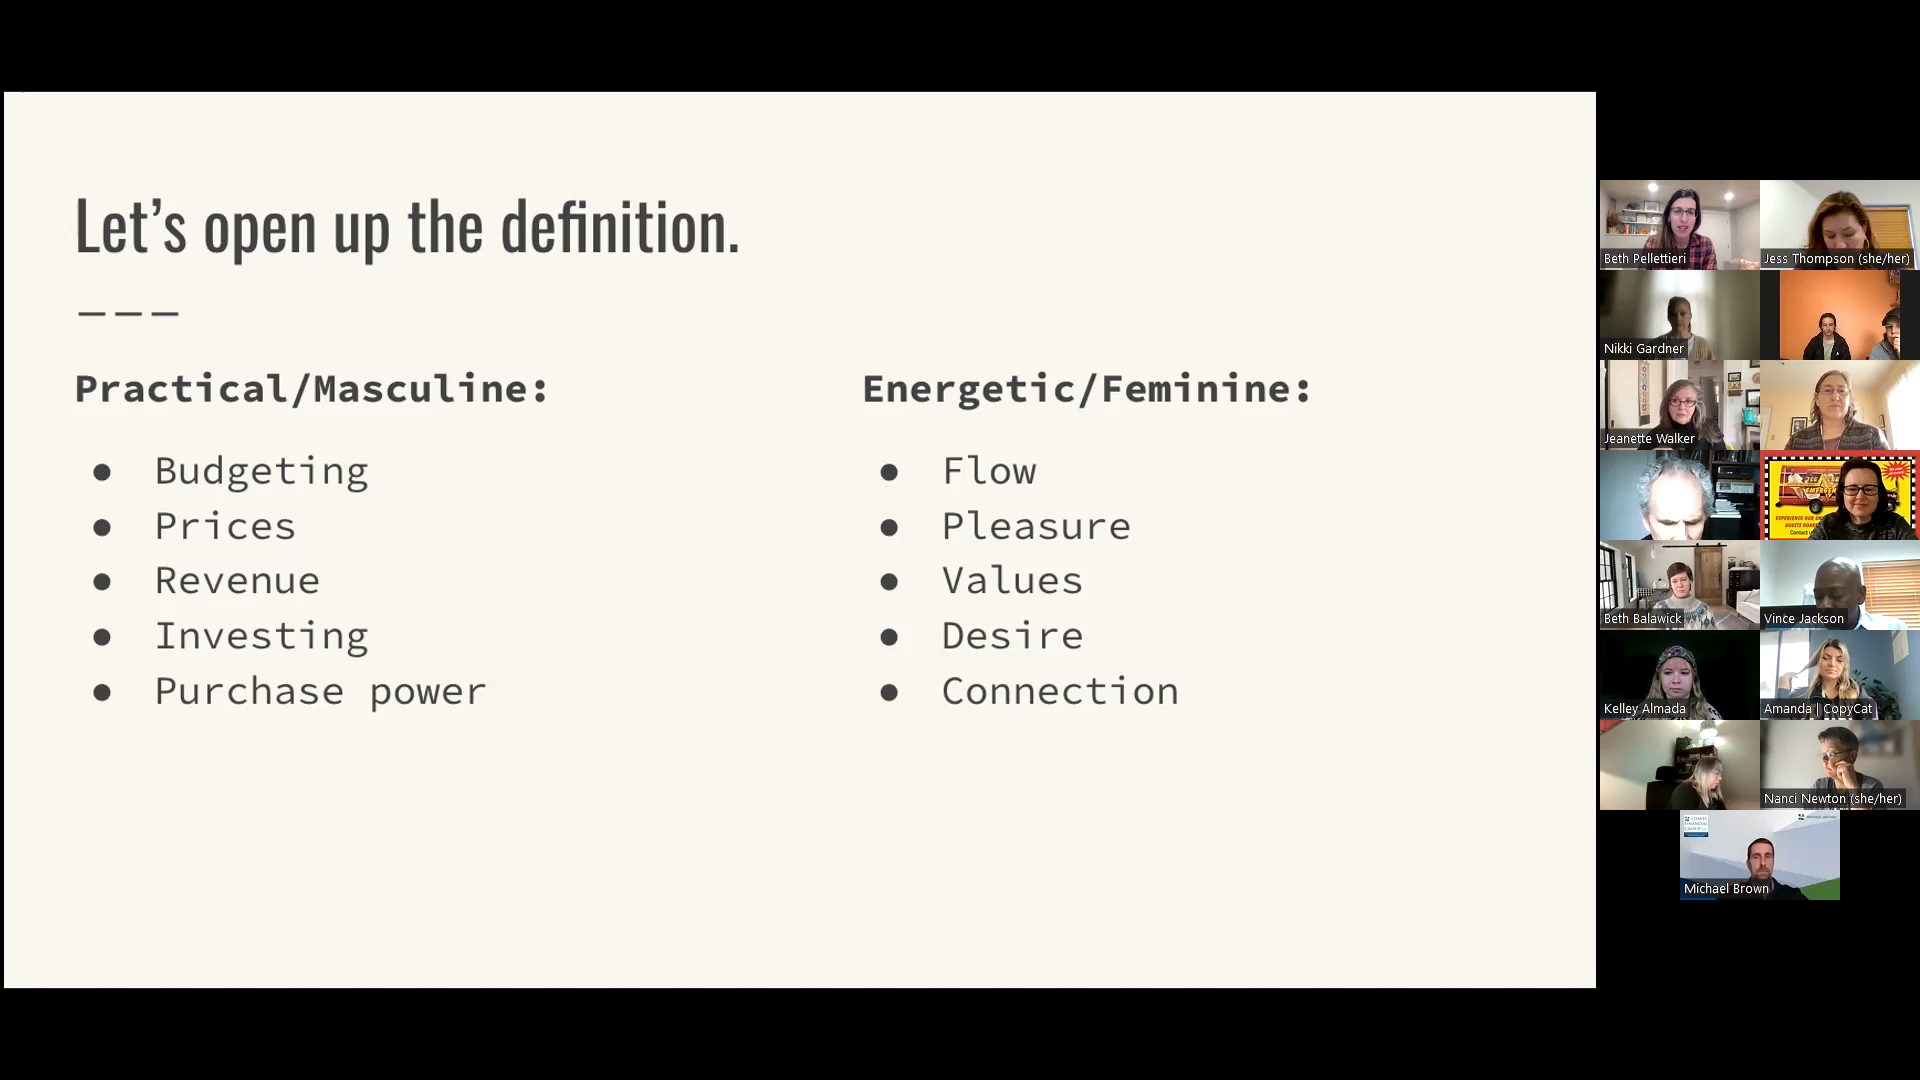 Let’s open up the definition.
Practical/Masculine:
● Budgeting
● Prices
● Revenue
● Investing
● Purchase power
Energetic/Feminine:
● Flow
● Pleasure
● Values
● Desire
● Connection
Beth Pellettieri
Jess Thompson (she/her)
Nikki Gardner
Jeanette Walker
Beth Balawick
Vince Jackson
Kelley Almada
Amanda | CopyCat
Nanci Newton (she/her)
Michael Brown